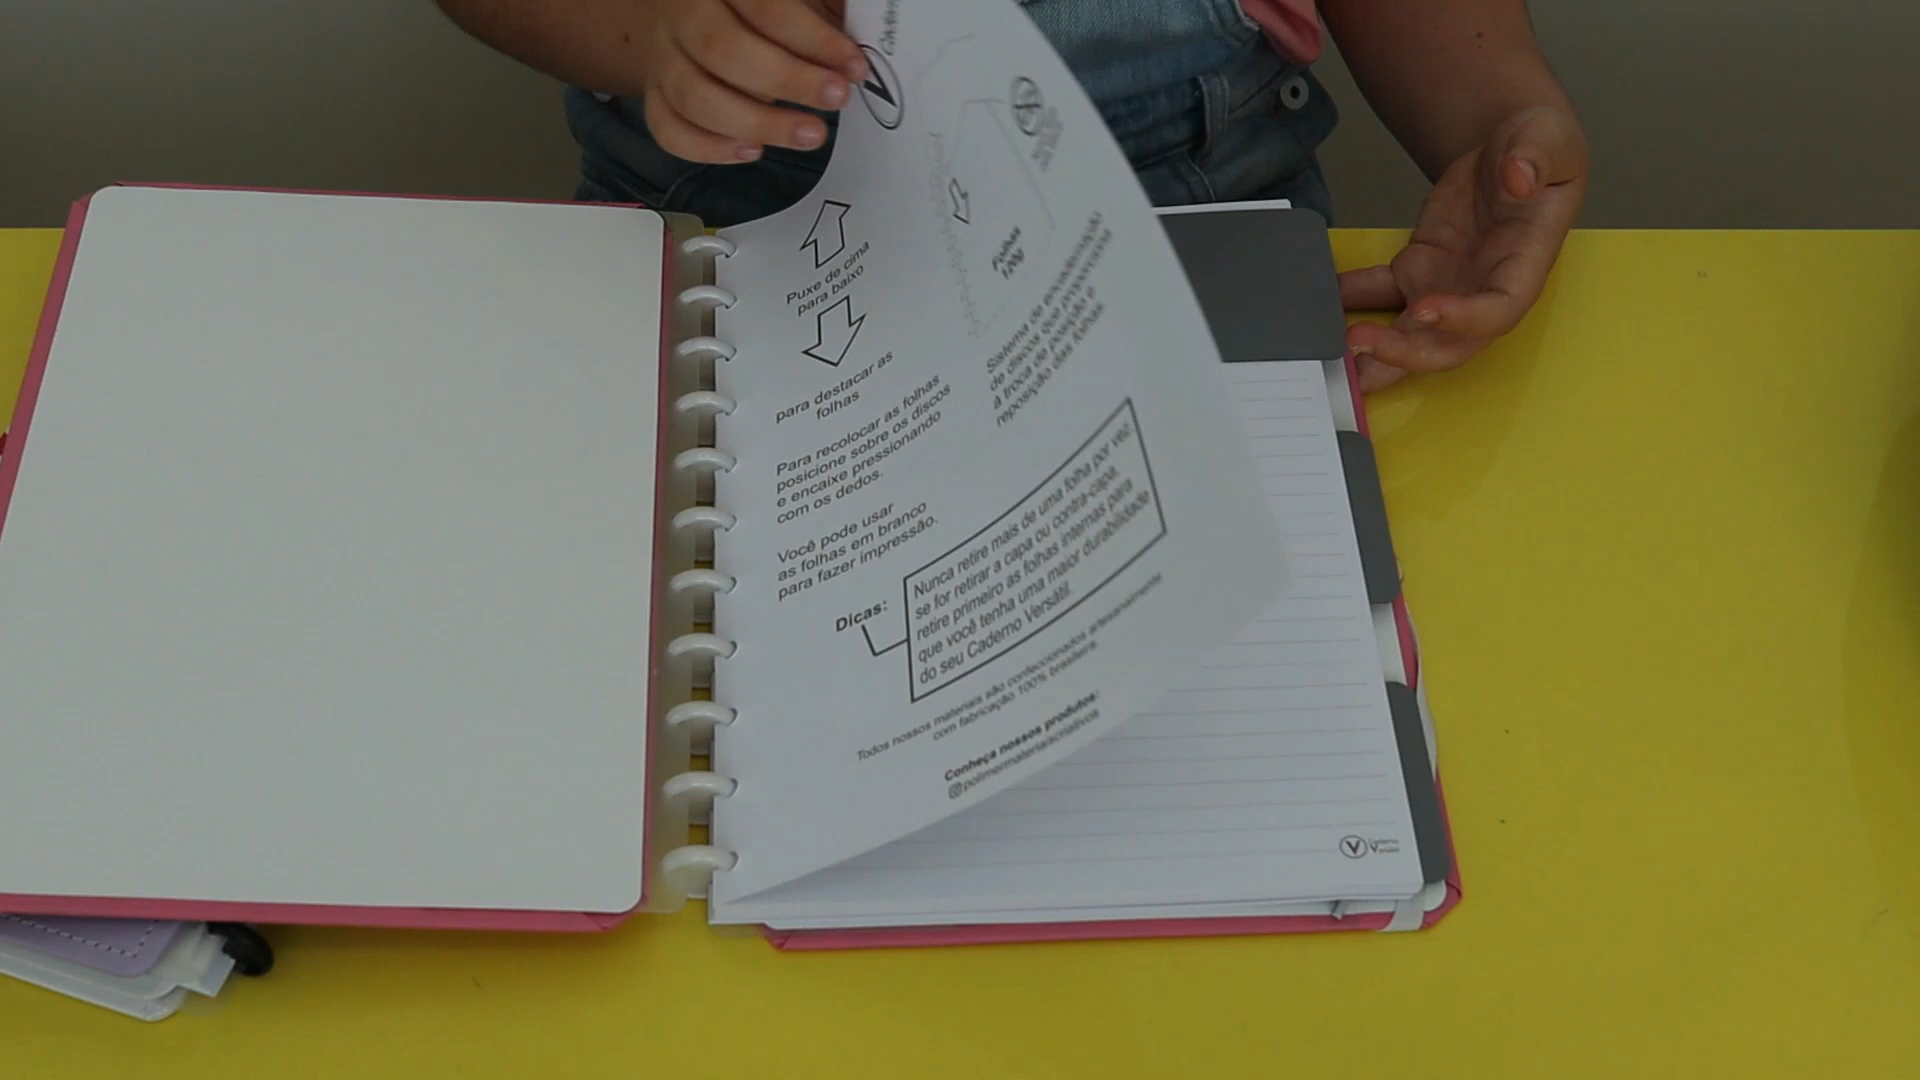 V
Puxe de cima
para baixo
para destacar as
folhas
Para recolocar as folhas
posicione sobre os discos
e encaixe pressionando
com os dedos.
Você pode usar
as folhas em branco
para fazer impressão.
Folhas
120g
Sistema de encadernação
de discos que proporciona
à troca de posição e
reposição das folhas
Dicas:
Nunca retire mais de uma folha por vez
se for retirar a capa ou contra-capa,
retire primeiro as folhas internas para
que você tenha uma maior durabilidade
do seu Caderno Versátil.
Todos nossos materiais são confeccionados artesanalmente
com fabricação 100% brasileira
Conheça nossos produtos:
@polimermateriaiscriativos
V Caderno
Versátil